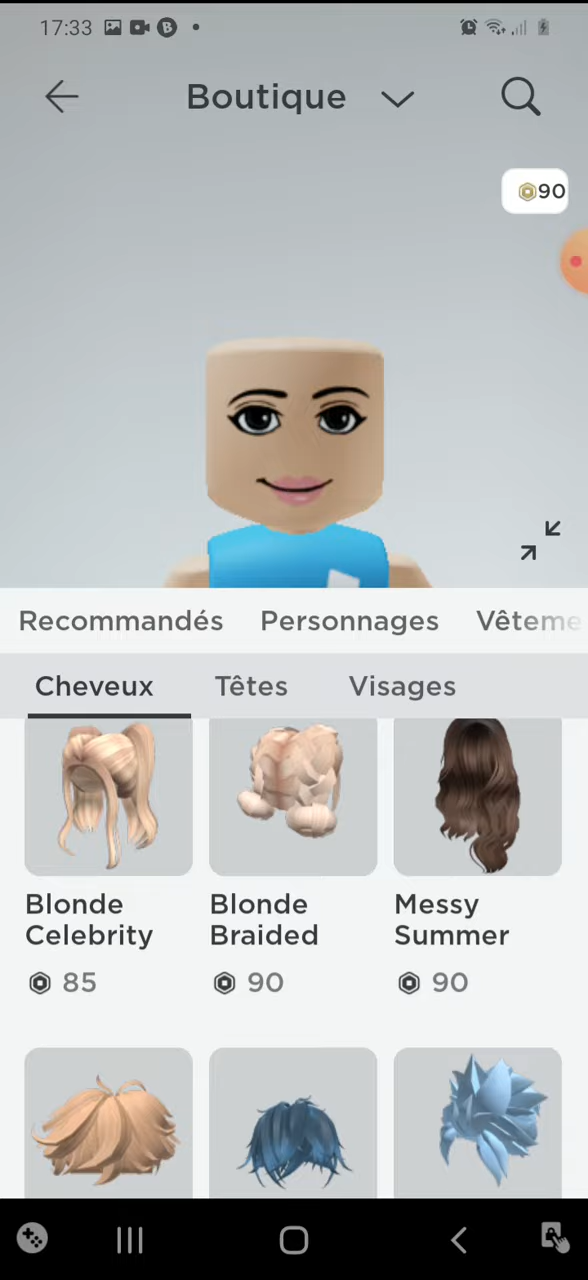 17:33
Boutique
90
Recommandés Personnages Vêteme
Cheveux Têtes Visages
Blonde Celebrity
Blonde Braided
Messy Summer
85 90 90